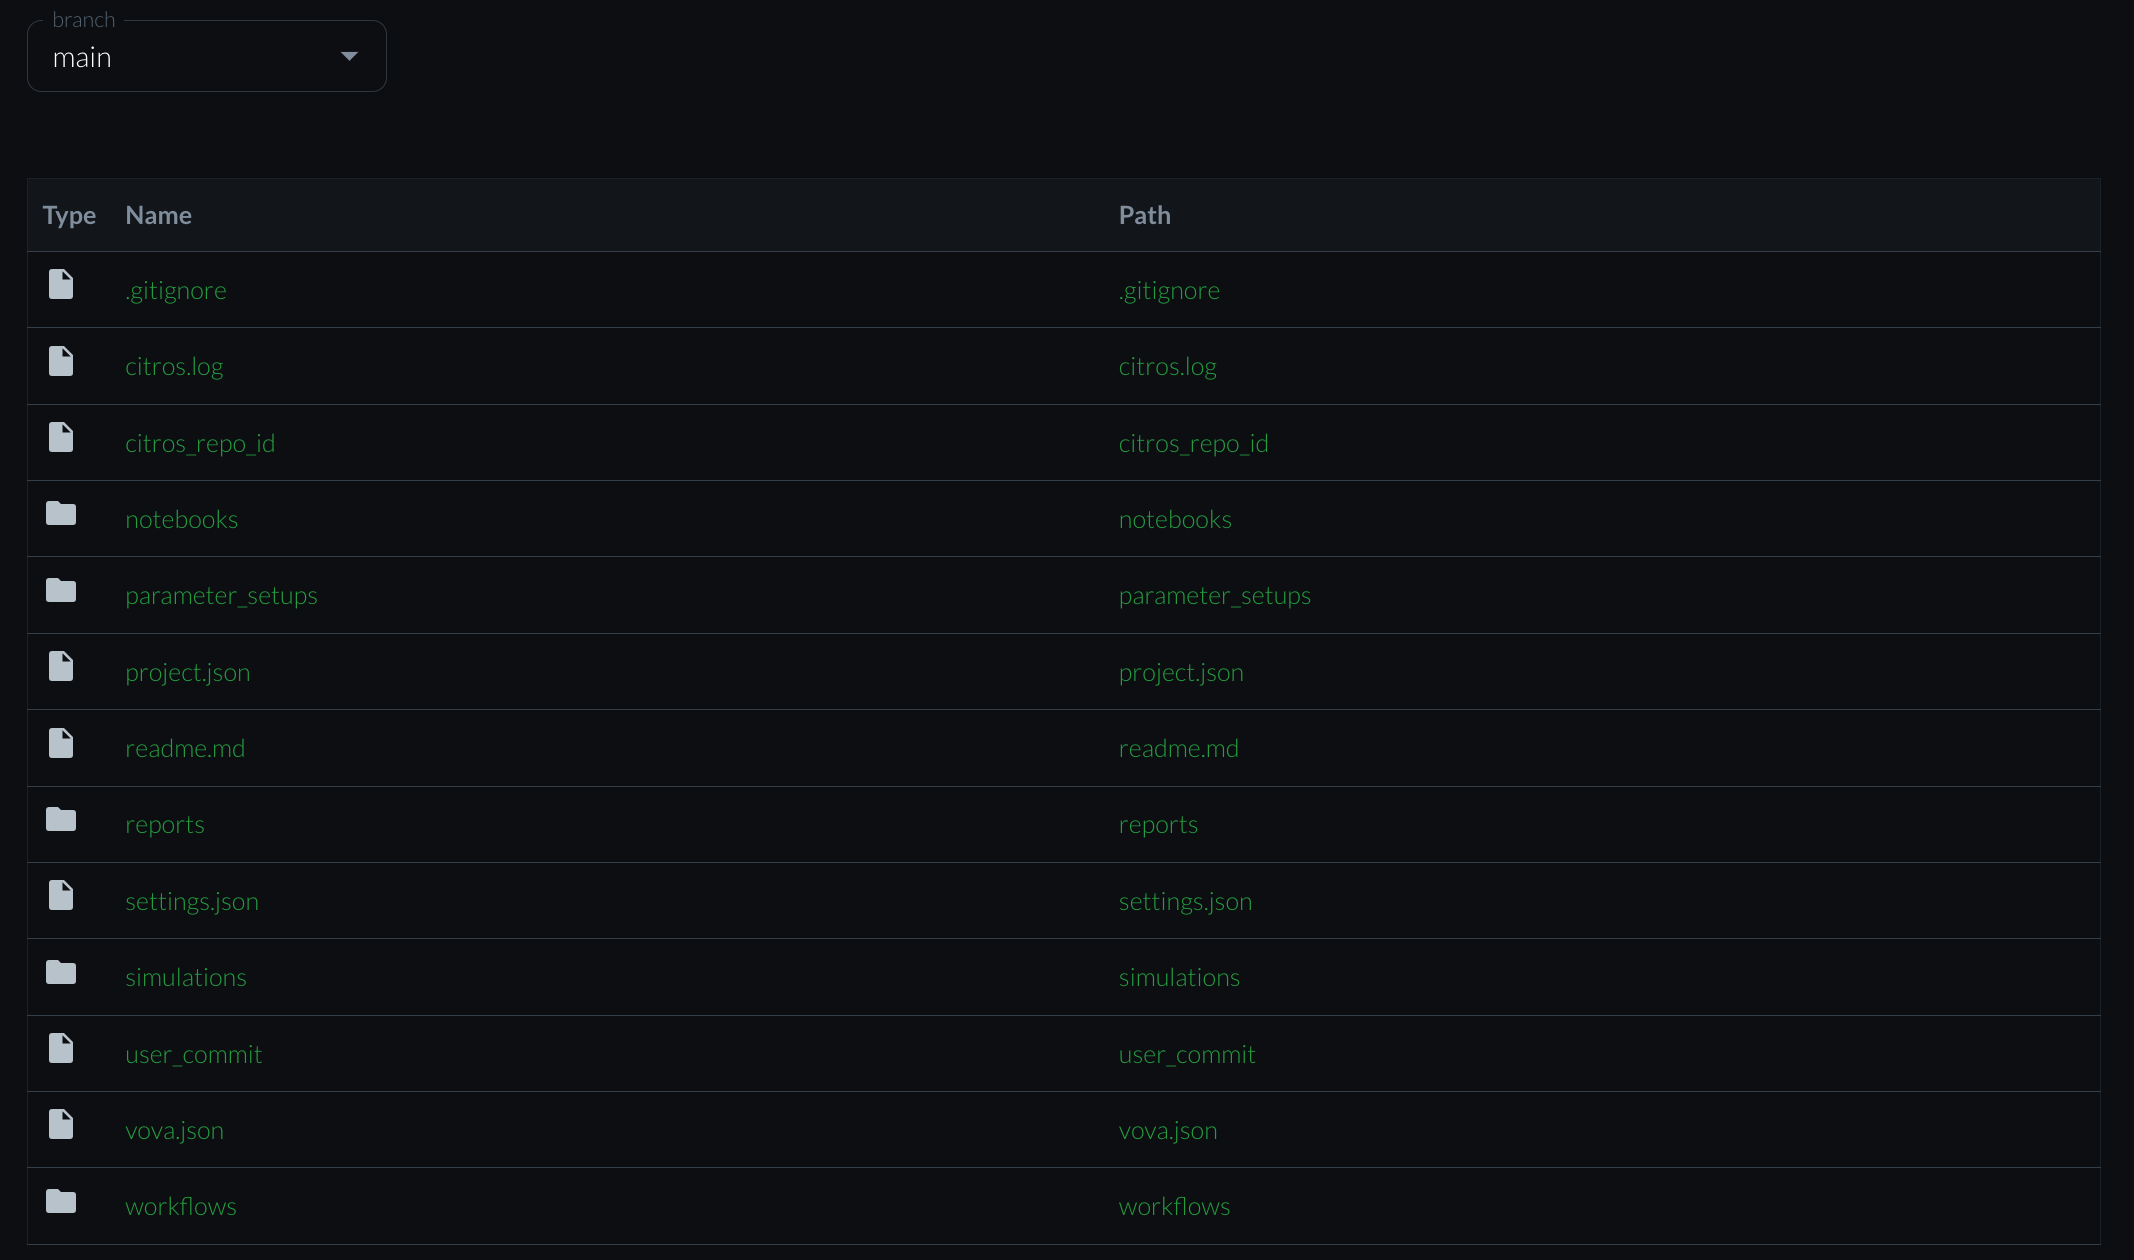 branch
main
Type Name Path
.gitignore .gitignore
citros.log citros.log
citros_repo_id citros_repo_id
notebooks notebooks
parameter_setups parameter_setups
project.json project.json
readme.md readme.md
reports reports
settings.json settings.json
simulations simulations
user_commit user_commit
vova.json vova.json
workflows workflows